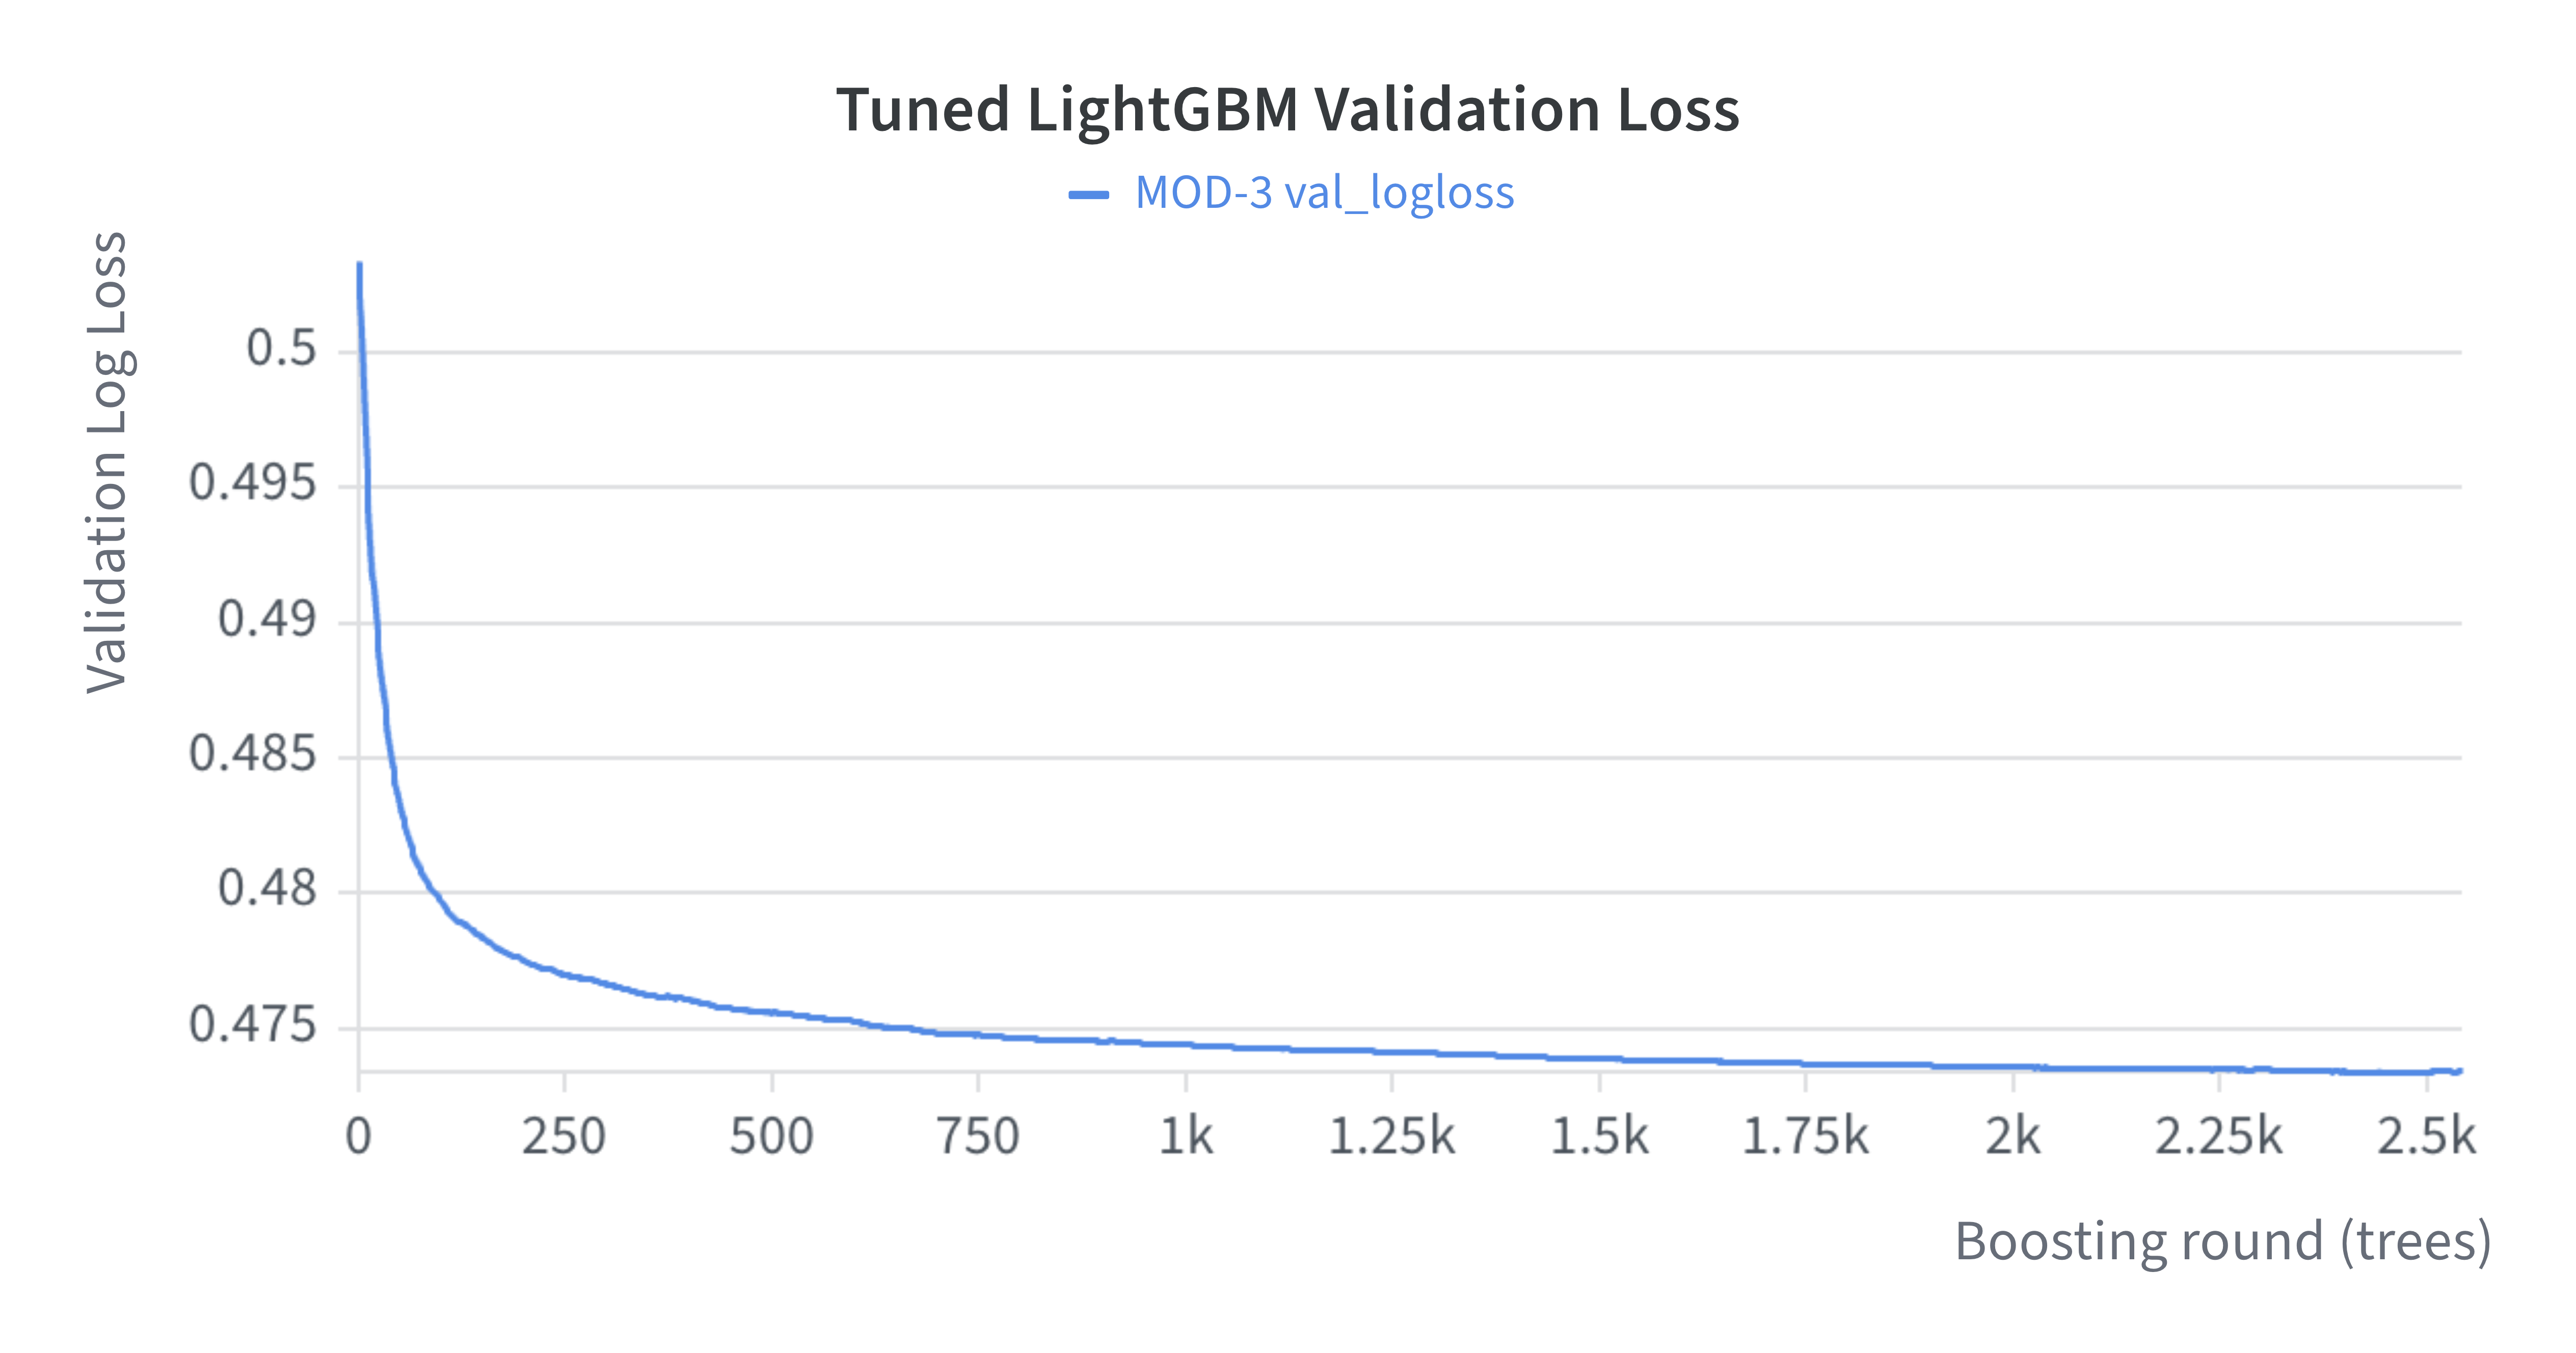 Tuned LightGBM Validation Loss
MOD-3 val_logloss
Validation Log Loss
0.5
0.495
0.49
0.485
0.48
0.475
0 250 500 750 1k 1.25k 1.5k 1.75k 2k 2.25k 2.5k
Boosting round (trees)